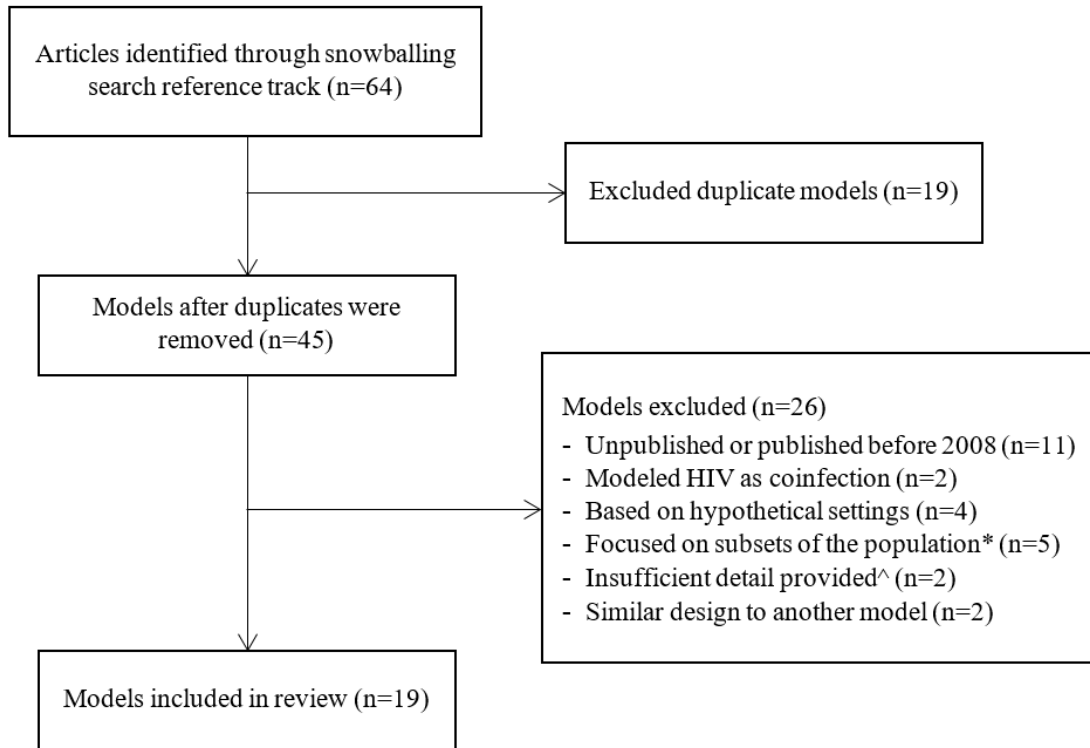 Articles identified through snowballing
search reference track (n=64)
Excluded duplicate models (n=19)
Models after duplicates were
removed (n=45)
Models excluded (n=26)
- Unpublished or published before 2008 (n=11)
- Modeled HIV as coinfection (n=2)
- Based on hypothetical settings (n=4)
- Focused on subsets of the population* (n=5)
- Insufficient detail provided^ (n=2)
- Similar design to another model (n=2)
Models included in review (n=19)